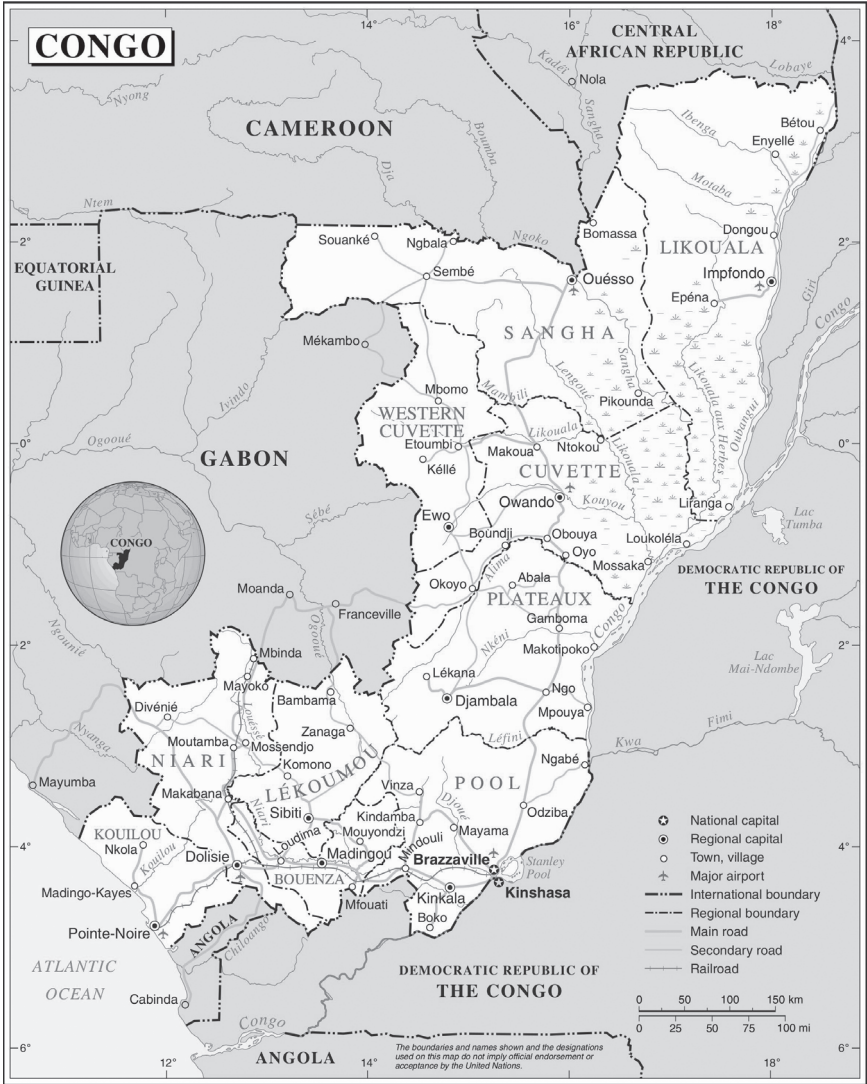 CONGO
14°
16°
18°
4°
CENTRAL
AFRICAN REPUBLIC
Lobaye
Kadéï
Nola
Sangha
Nyong
CAMEROON
Boumba
Dja
Ibenga
Bétou
Enyellé
Motaba
Ntem
2°
Souanké
Ngbala
Ngoko
Bomassa
Dongou
LIKOUALA
2°
EQUATORIAL
GUINEA
Sembé
Ouésso
Impfondo
Epéna
Giri
Congo
Mékambo
SANGHA
Ivindo
Lengoué
Sangha
Likouala aux Herbes
Oubangui
Mbomo
Mambili
Pikounda
WESTERN
CUVETTE
Likouala
0°
Ogooué
Etoumbi
Makoua
Ntokou
Likouala
0°
GABON
Kéllé
CUVETTE
Owando
Kouyou
Liranga
Lac
Tumba
Sébé
Ewo
Boundji
Obouya
Loukoléla
CONGO
Oyo
Mossaka
DEMOCRATIC REPUBLIC OF
THE CONGO
Alima
Okoyo
Abala
PLATEAUX
Moanda
Franceville
Gamboma
Congo
Ngounié
Ogooué
2°
Nkéni
Makotipoko
2°
Mbinda
Lac
Mai-Ndombe
Mayoko
Lékana
Bambama
Ngo
Divénié
Louéssé
Djambala
Mpouya
Nyanga
Zanaga
Léfini
Kwa
Fimi
Moutamba
Mossendjo
NIARI
Komono
LÉKOUMOU
POOL
Ngabé
Mayumba
Makabana
Niari
Vinza
Djoué
Sibiti
Kindamba
Odziba
KOUILOU
Nkola
Kouilou
Loudima
Mouyondzi
Mayama
4°
Dolisie
Madingou
Mindouli
Brazzaville
Stanley
Pool
4°
BOUENZA
Madingo-Kayes
Kinshasa
Mfouati
Kinkala
Boko
Pointe-Noire
ANGOLA
Chiloango
ATLANTIC
OCEAN
Cabinda
DEMOCRATIC REPUBLIC OF
THE CONGO
National capital
Regional capital
Town, village
Major airport
International boundary
Regional boundary
Main road
Secondary road
Railroad
0 50 100 150 km
0 25 50 75 100 mi
Congo
6°
ANGOLA
The boundaries and names shown and the designations
used on this map do not imply official endorsement or
acceptance by the United Nations.
6°
12°
14°
16°
18°